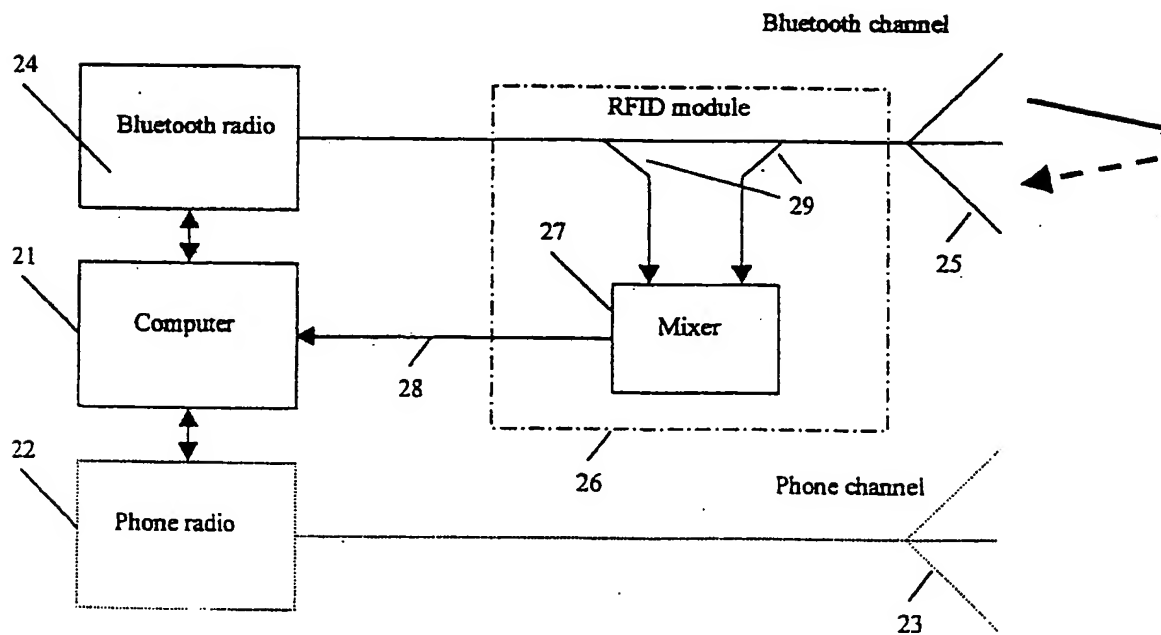 Bluetooth channel
24
RFID module
Bluetooth radio
29
27
25
21
Computer
Mixer
28
22
26
Phone channel
Phone radio
23